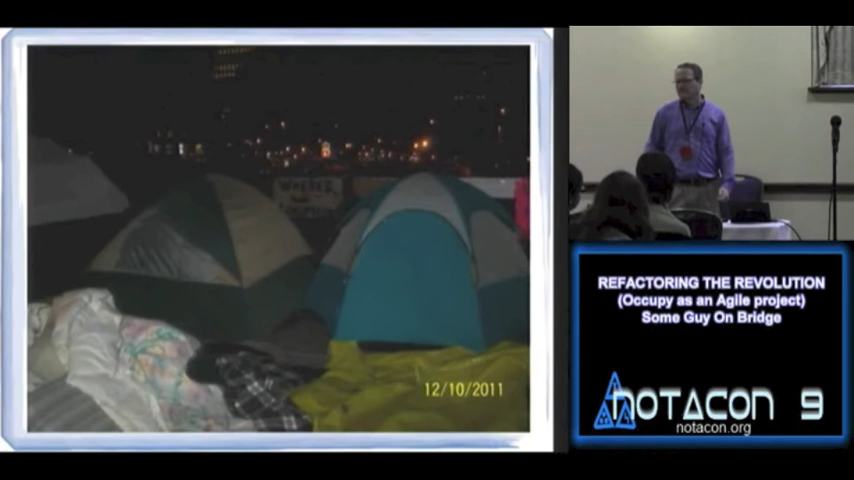 WHERES
12/10/2011
REFACTORING THE REVOLUTION
(Occupy as an Agile project)
Some Guy On Bridge
NOTACON 9
notacon.org